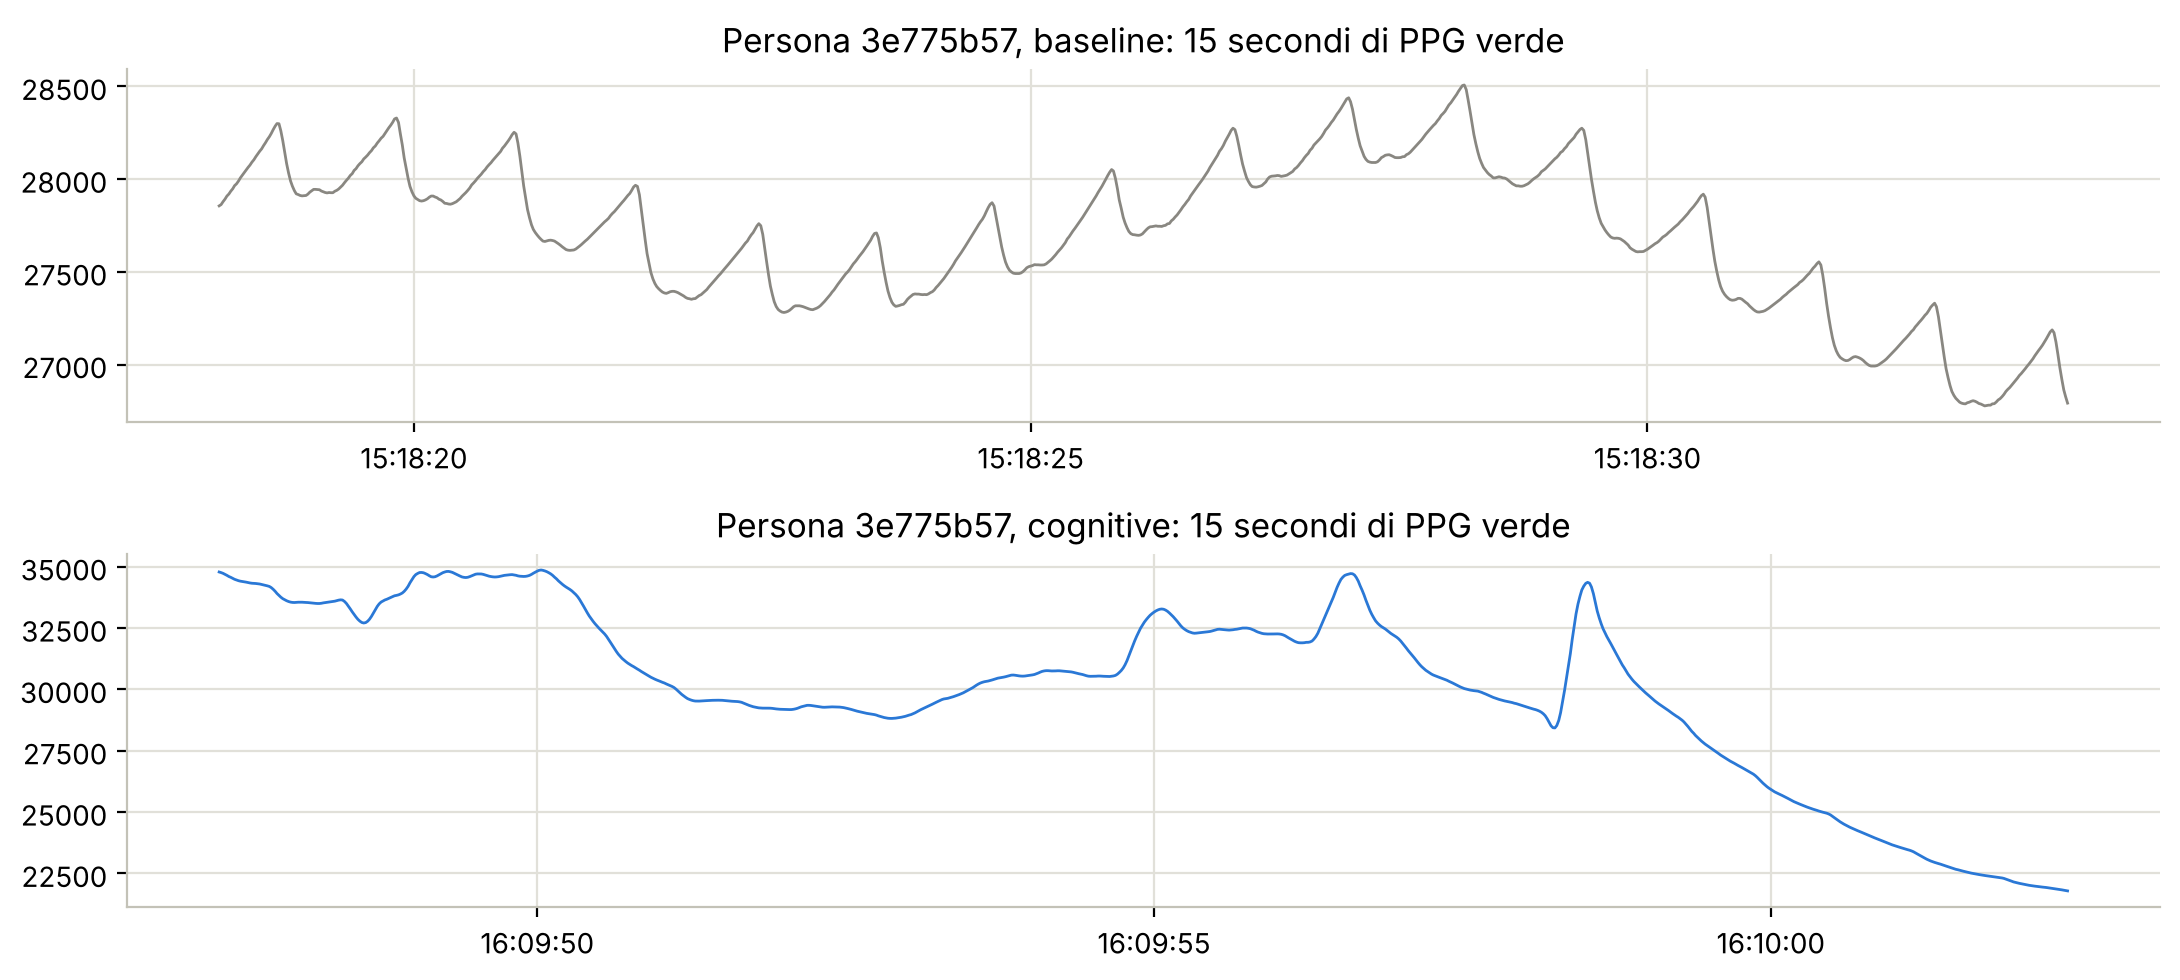 Persona 3e775b57, baseline: 15 secondi di PPG verde
28500
28000
27500
27000
15:18:20 15:18:25 15:18:30
Persona 3e775b57, cognitive: 15 secondi di PPG verde
35000
32500
30000
27500
25000
22500
16:09:50 16:09:55 16:10:00